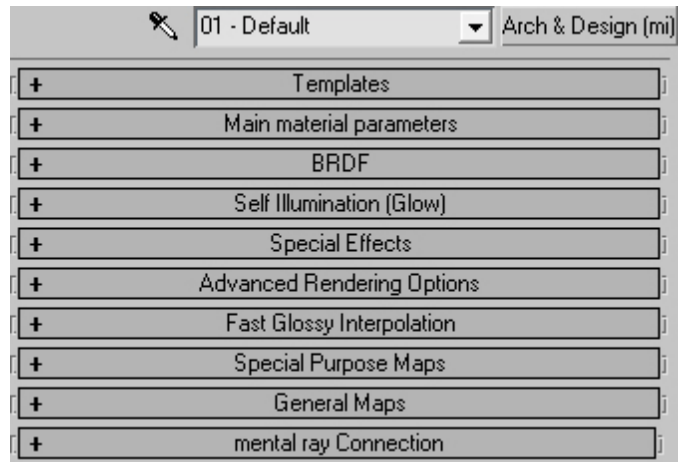 01 - Default Arch & Design (mi)
+ Templates
+ Main material parameters
+ BRDF
+ Self Illumination (Glow)
+ Special Effects
+ Advanced Rendering Options
+ Fast Glossy Interpolation
+ Special Purpose Maps
+ General Maps
+ mental ray Connection